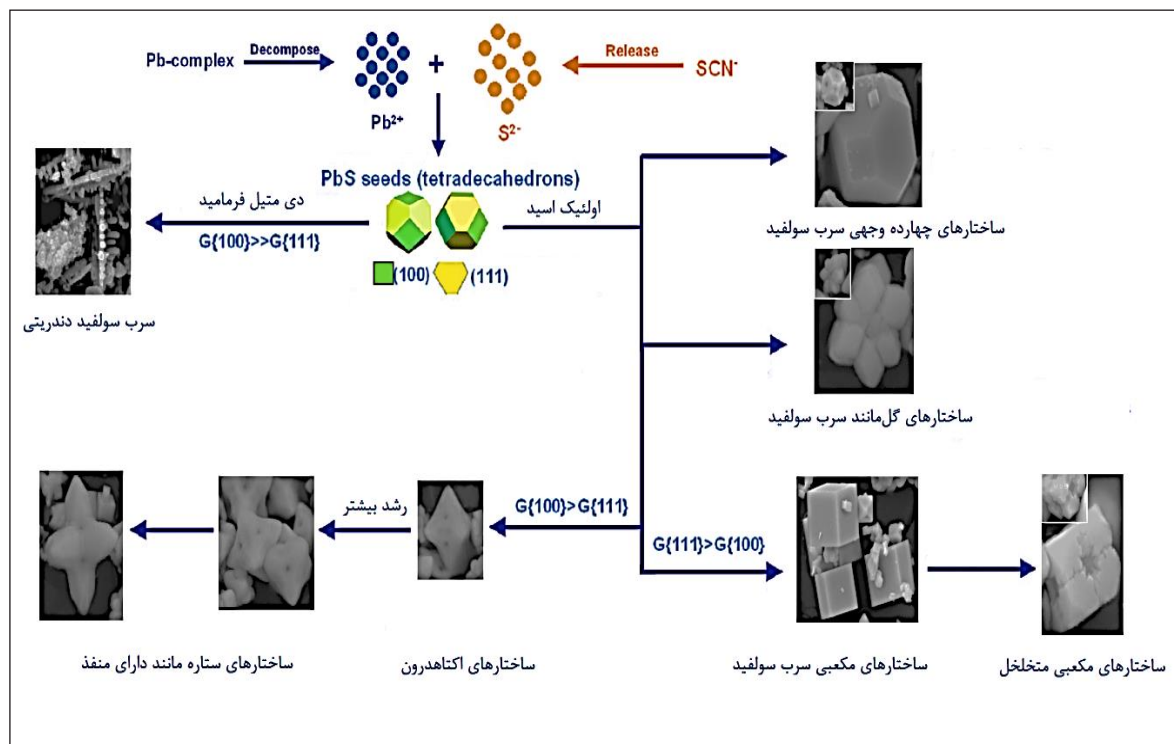 Pb-complex
Decompose
+
Release
SCN⁻
Pb²⁺
S²⁻
PbS seeds (tetradecahedrons)
دی متیل فرمامید
G{100}>>G{111}
اولئیک اسید
(100)
(111)
سرب سولفید دندریتی
ساختارهای چهارده وجهی سرب سولفید
ساختارهای گل‌مانند سرب سولفید
رشد بیشتر
G{100}>G{111}
G{111}>G{100}
ساختارهای ستاره مانند دارای منفذ
ساختارهای اکتاهدرون
ساختارهای مکعبی سرب سولفید
ساختارهای مکعبی متخلخل